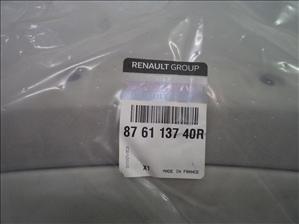 RENAULT GROUP
87 61 137 40R
X1 MADE IN FRANCE